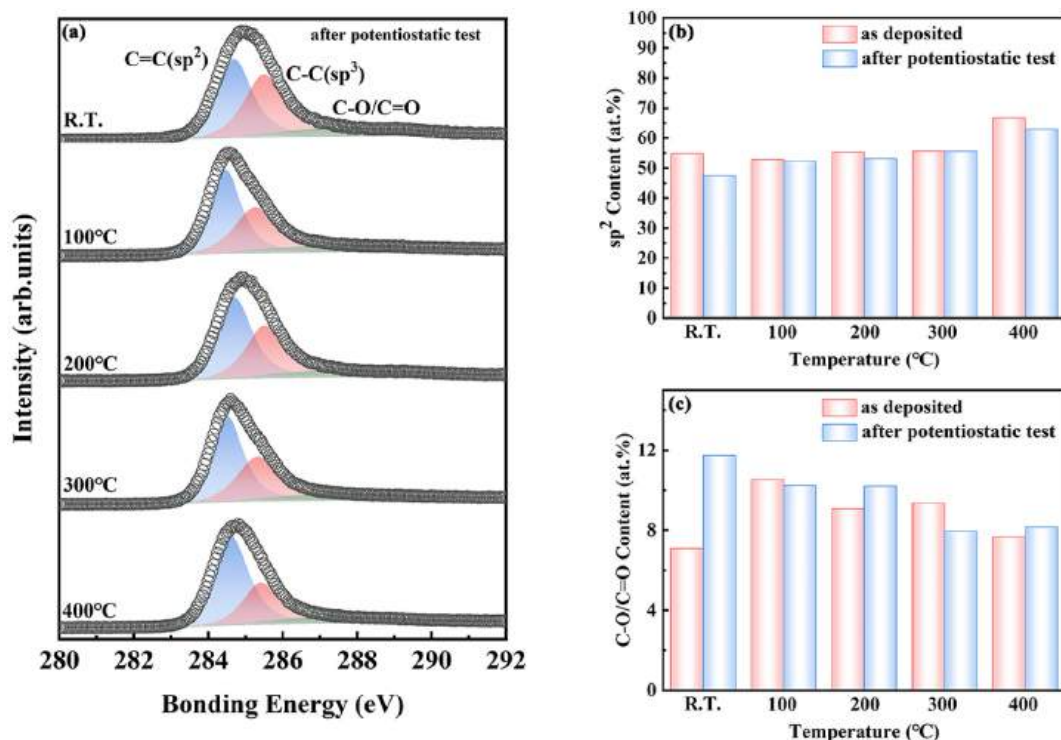 (a)
after potentiostatic test
C=C(sp²)
C-C(sp³)
C-O/C=O
R.T.
100°C
200°C
300°C
400°C
Intensity (arb.units)
280 282 284 286 288 290 292
Bonding Energy (eV)
(b)
as deposited
after potentiostatic test
100
90
80
70
60
50
40
30
20
10
0
sp² Content (at.%)
R.T. 100 200 300 400
Temperature (°C)
(c)
as deposited
after potentiostatic test
12
8
4
0
C-O/C=O Content (at.%)
R.T. 100 200 300 400
Temperature (°C)